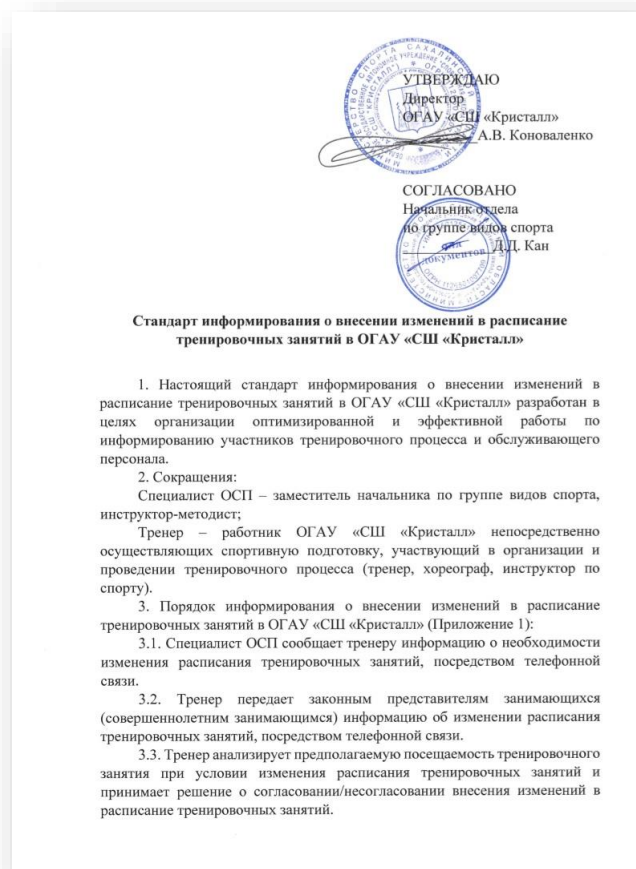 МИНИСТЕРСТВО СПОРТА САХАЛИНСКОЙ ОБЛАСТИ
УТВЕРЖДАЮ
Директор
ОГАУ «СШ «Кристалл»
А.В. Коноваленко
СОГЛАСОВАНО
Начальник отдела
по группе видов спорта
Д.Д. Кан
для
документов
Стандарт информирования о внесении изменений в расписание
тренировочных занятий в ОГАУ «СШ «Кристалл»
1. Настоящий стандарт информирования о внесении изменений в
расписание тренировочных занятий в ОГАУ «СШ «Кристалл» разработан в
целях организации оптимизированной и эффективной работы по
информированию участников тренировочного процесса и обслуживающего
персонала.
2. Сокращения:
Специалист ОСП – заместитель начальника по группе видов спорта,
инструктор-методист;
Тренер – работник ОГАУ «СШ «Кристалл» непосредственно
осуществляющих спортивную подготовку, участвующий в организации и
проведении тренировочного процесса (тренер, хореограф, инструктор по
спорту).
3. Порядок информирования о внесении изменений в расписание
тренировочных занятий в ОГАУ «СШ «Кристалл» (Приложение 1):
3.1. Специалист ОСП сообщает тренеру информацию о необходимости
изменения расписания тренировочных занятий, посредством телефонной
связи.
3.2. Тренер передает законным представителям занимающихся
(совершеннолетним занимающимся) информацию об изменении расписания
тренировочных занятий, посредством телефонной связи.
3.3. Тренер анализирует предполагаемую посещаемость тренировочного
занятия при условии изменения расписания тренировочных занятий и
принимает решение о согласовании/несогласовании внесения изменений в
расписание тренировочных занятий.